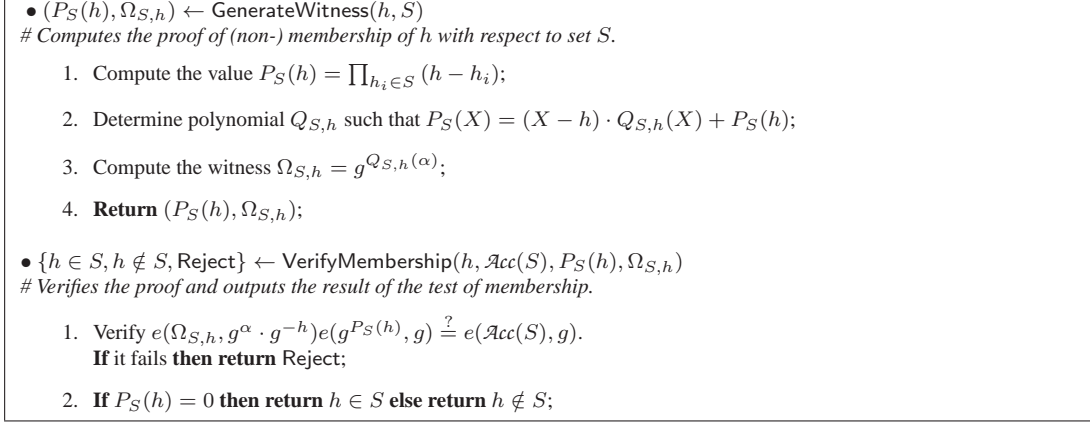 • (P_S(h), Ω_{S,h}) ← GenerateWitness(h, S)
# Computes the proof of (non-) membership of h with respect to set S.
1. Compute the value P_S(h) = ∏_{h_i∈S} (h − h_i);
2. Determine polynomial Q_{S,h} such that P_S(X) = (X − h) · Q_{S,h}(X) + P_S(h);
3. Compute the witness Ω_{S,h} = g^{Q_{S,h}(α)};
4. Return (P_S(h), Ω_{S,h});
• {h ∈ S, h ∉ S, Reject} ← VerifyMembership(h, Acc(S), P_S(h), Ω_{S,h})
# Verifies the proof and outputs the result of the test of membership.
1. Verify e(Ω_{S,h}, g^α · g^{−h})e(g^{P_S(h)}, g) ≟ e(Acc(S), g).
If it fails then return Reject;
2. If P_S(h) = 0 then return h ∈ S else return h ∉ S;